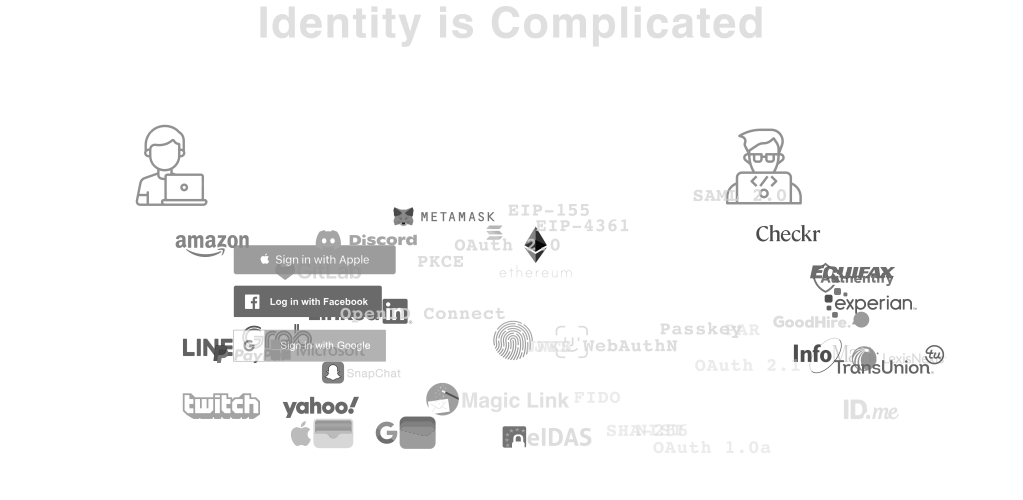 Identity is Complicated
SAML 2.0
METAMASK
EIP-155
EIP-4361
Checkr
amazon
Discord
OAuth 2.0
PKCE
Sign in with Apple
ethereum
GitLab
EQUIFAX
Authentify
Log in with Facebook
experian.
OpenID Connect
GoodHire.
Passkey
LINE
Grab
Sign in with Google
WebAuthN
PayPal
Microsoft
Info
LexisNexis
OAuth 2.1
TransUnion
tu
SnapChat
twitch
yahoo!
Magic Link
FIDO
ID.me
G
eIDAS
SHA-256
OAuth 1.0a